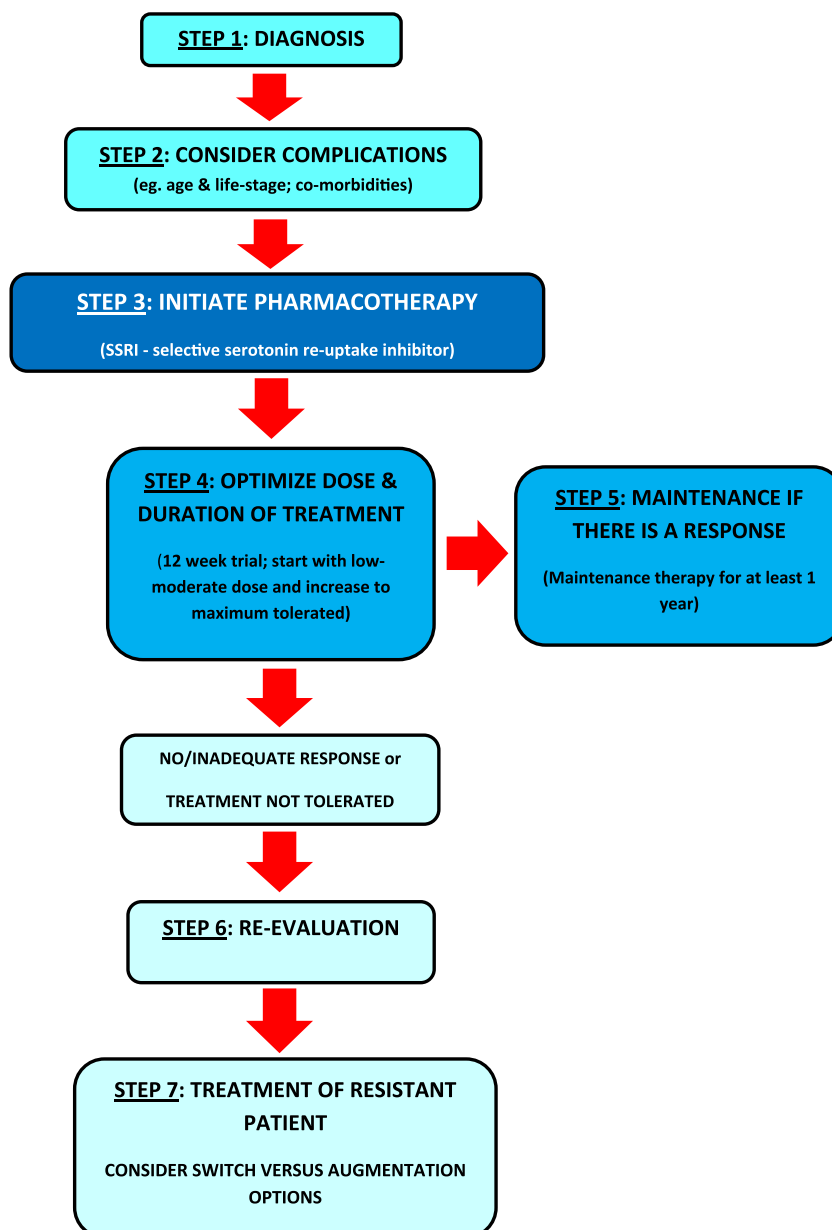 STEP 1: DIAGNOSIS
STEP 2: CONSIDER COMPLICATIONS
(eg. age & life-stage; co-morbidities)
STEP 3: INITIATE PHARMACOTHERAPY
(SSRI - selective serotonin re-uptake inhibitor)
STEP 4: OPTIMIZE DOSE &
DURATION OF TREATMENT
(12 week trial; start with low-
moderate dose and increase to
maximum tolerated)
STEP 5: MAINTENANCE IF
THERE IS A RESPONSE
(Maintenance therapy for at least 1
year)
NO/INADEQUATE RESPONSE or
TREATMENT NOT TOLERATED
STEP 6: RE-EVALUATION
STEP 7: TREATMENT OF RESISTANT
PATIENT
CONSIDER SWITCH VERSUS AUGMENTATION
OPTIONS